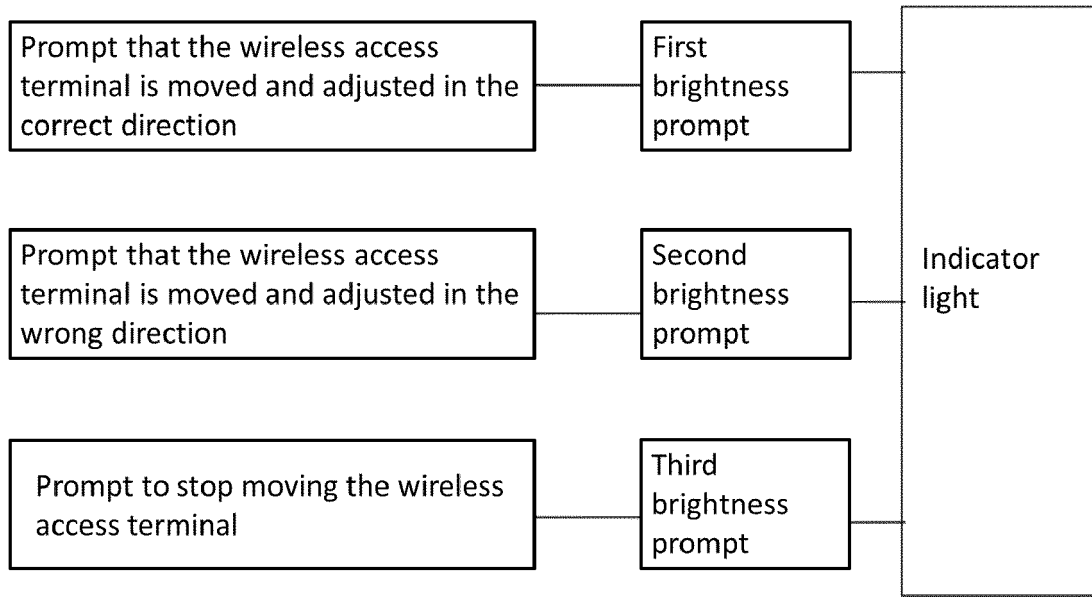 Prompt that the wireless access
terminal is moved and adjusted in the
correct direction
First
brightness
prompt
Prompt that the wireless access
terminal is moved and adjusted in the
wrong direction
Second
brightness
prompt
Indicator
light
Prompt to stop moving the wireless
access terminal
Third
brightness
prompt